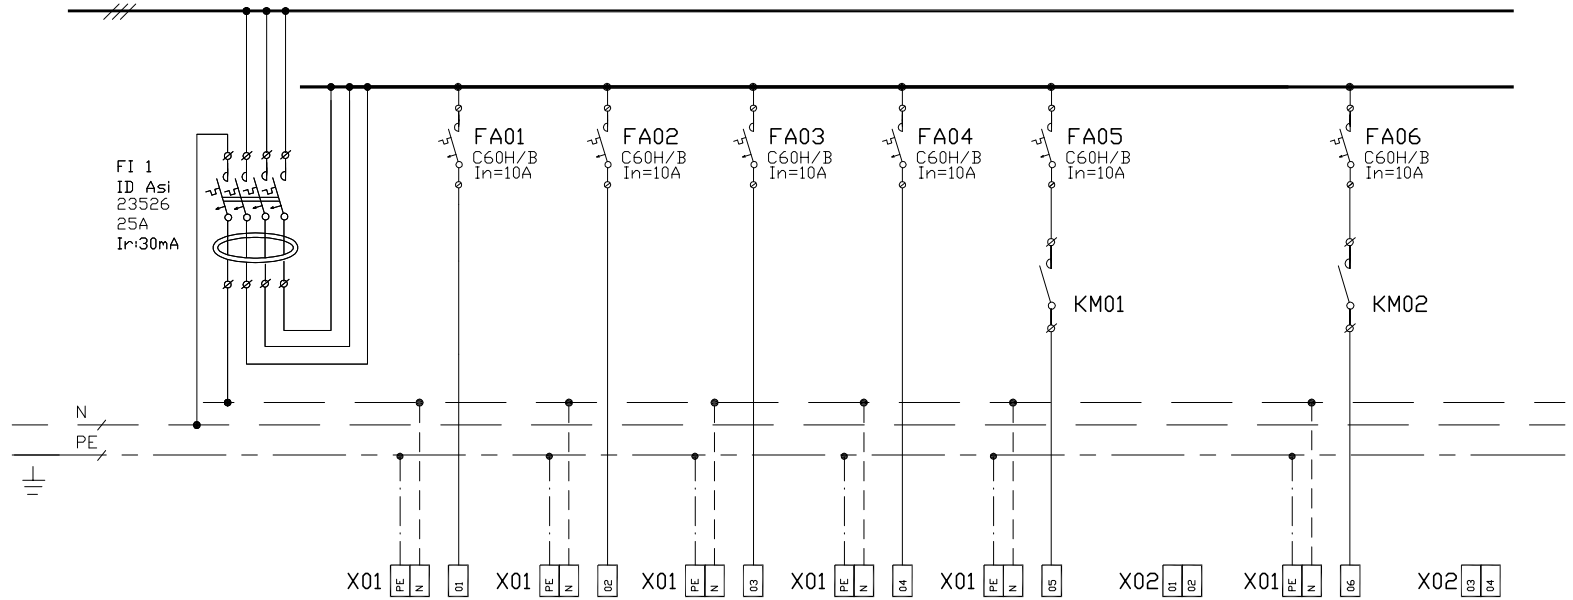 FI 1
ID Asi
23526
25A
Ir:30mA
FA01
C60H/B
In=10A
FA02
C60H/B
In=10A
FA03
C60H/B
In=10A
FA04
C60H/B
In=10A
FA05
C60H/B
In=10A
FA06
C60H/B
In=10A
KM01
KM02
N
PE
X01 PE N 01
X01 PE N 02
X01 PE N 03
X01 PE N 04
X01 PE N 05
X02 01 02
X01 PE N 06
X02 03 04